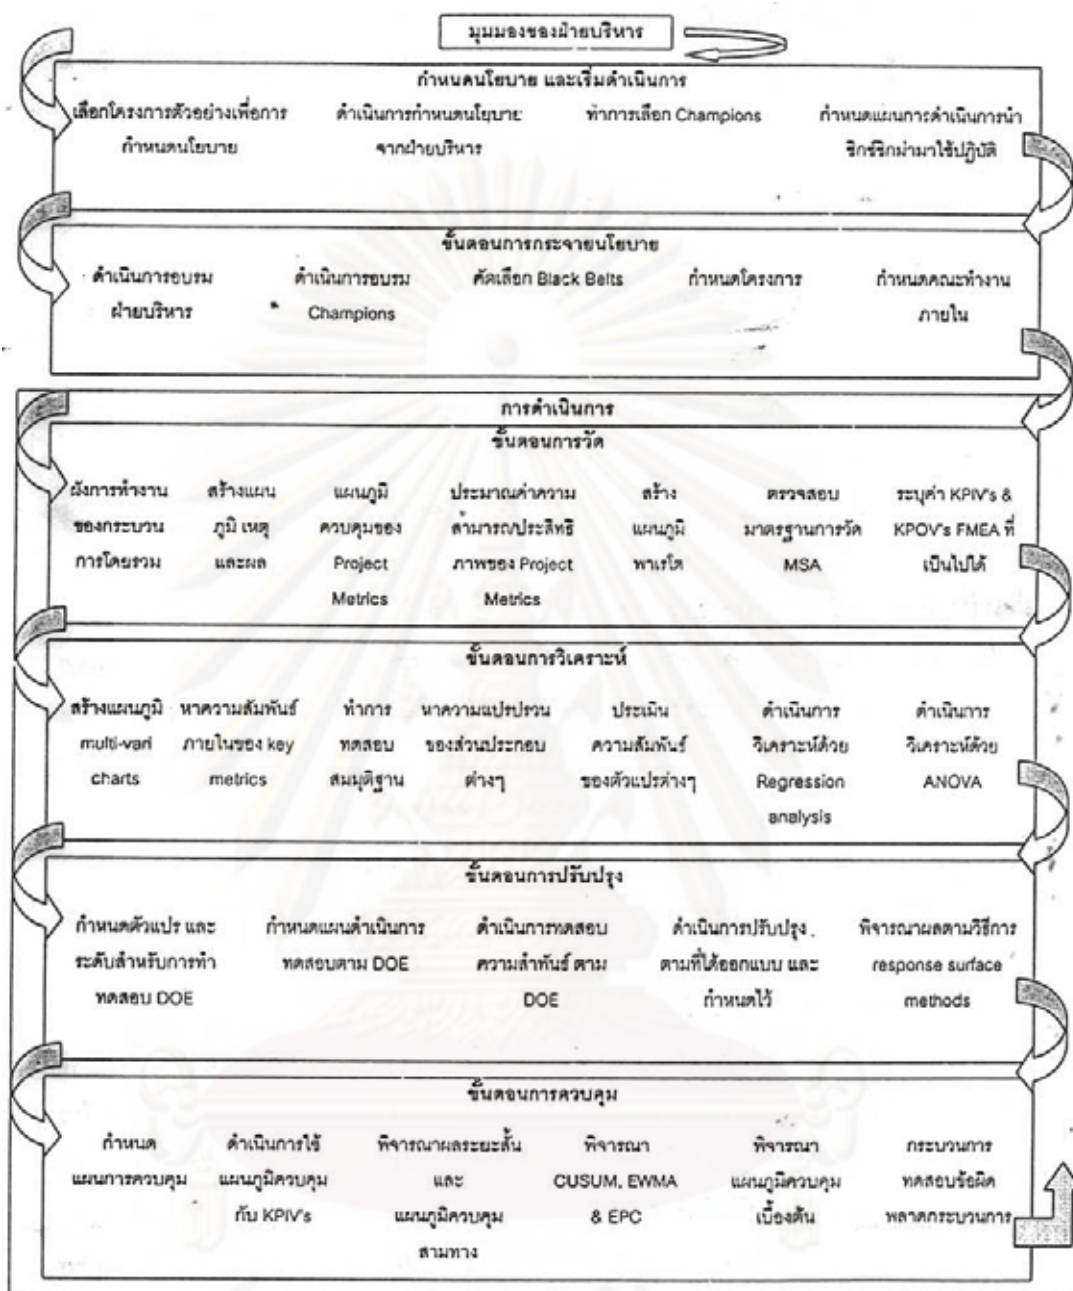 มุมมองของฝ่ายบริหาร
กำหนดนโยบาย และเริ่มดำเนินการ
เลือกโครงการตัวอย่างเพื่อการ
กำหนดนโยบาย
ดำเนินการกำหนดนโยบาย
จากฝ่ายบริหาร
ทำการเลือก Champions
กำหนดแผนการดำเนินการนำ
ซิกซ์ซิกม่ามาใช้ปฏิบัติ
ขั้นตอนการกระจายนโยบาย
ดำเนินการอบรม
ฝ่ายบริหาร
ดำเนินการอบรม
Champions
คัดเลือก Black Belts
กำหนดโครงการ
กำหนดคณะทำงาน
ภายใน
การดำเนินการ
ขั้นตอนการวัด
ผังการทำงาน
ของกระบวน
การโดยรวม
สร้างแผน
ภูมิ เหตุ
และผล
แผนภูมิ
ควบคุมของ
Project
Metrics
ประมาณค่าความ
สามารถ/ประสิทธิ
ภาพของ Project
Metrics
สร้าง
แผนภูมิ
พาเรโต
ตรวจสอบ
มาตรฐานการวัด
MSA
ระบุค่า KPIV's &
KPOV's FMEA ที่
เป็นไปได้
ขั้นตอนการวิเคราะห์
สร้างแผนภูมิ
multi-vari
charts
หาความสัมพันธ์
ภายในของ key
metrics
ทำการ
ทดสอบ
สมมุติฐาน
หาความแปรปรวน
ของส่วนประกอบ
ต่างๆ
ประเมิน
ความสัมพันธ์
ของตัวแปรต่างๆ
ดำเนินการ
วิเคราะห์ด้วย
Regression
analysis
ดำเนินการ
วิเคราะห์ด้วย
ANOVA
ขั้นตอนการปรับปรุง
กำหนดตัวแปร และ
ระดับสำหรับการทำ
ทดสอบ DOE
กำหนดแผนดำเนินการ
ทดสอบตาม DOE
ดำเนินการทดสอบ
ความสำพันธ์ ตาม
DOE
ดำเนินการปรับปรุง
ตามที่ได้ออกแบบ และ
กำหนดไว้
พิจารณาผลตามวิธีการ
response surface
methods
ขั้นตอนการควบคุม
กำหนด
แผนการควบคุม
ดำเนินการใช้
แผนภูมิควบคุม
กับ KPIV's
พิจารณาผลระยะสั้น
และ
แผนภูมิควบคุม
สามทาง
พิจารณา
CUSUM, EWMA
& EPC
พิจารณา
แผนภูมิควบคุม
เบื้องต้น
กระบวนการ
ทดสอบข้อผิด
พลาดกระบวนการ